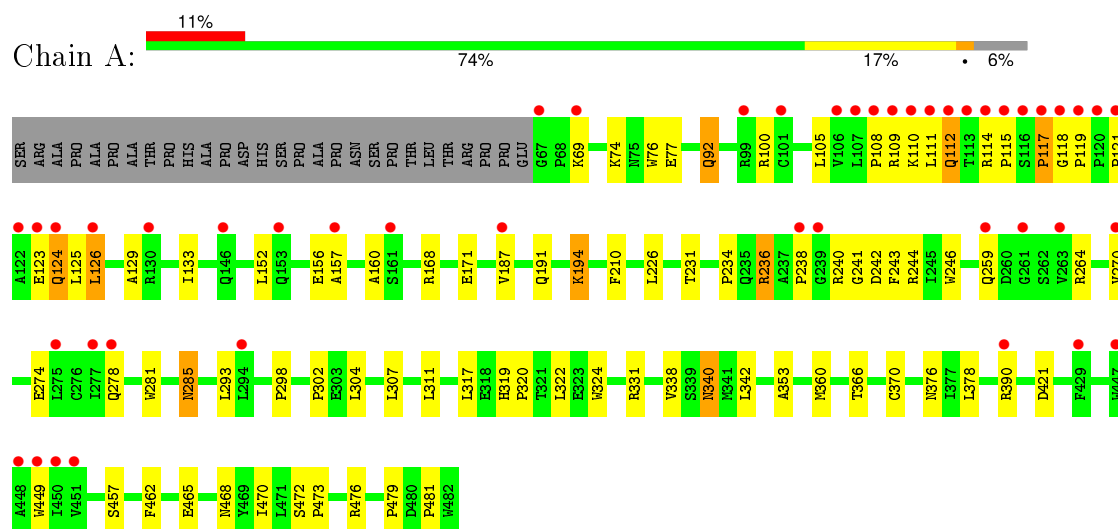 11%
Chain A:
74% 17% • 6%
SER ARG ALA PRO ALA PRO ALA THR PRO HIS ALA PRO ASP HIS SER PRO ALA PRO ASN SER PRO THR LEU THR ARG PRO PRO GLU G67 P68 K69 K74 N75 W76 E77 Q92 R99 R100 C101 L105 V106 L107 P108 R109 K110 L111 Q112 T113 R114 P115 S116 P117 G118 P119 P120 P121
A122 E123 Q124 L125 L126 A129 R130 I133 Q146 L152 Q153 E156 A157 A160 S161 R168 E171 V187 Q191 K194 F210 L226 T231 P234 Q235 R236 A237 P238 G239 R240 G241 D242 F243 R244 I245 W246 Q259 D260 G261 S262 V263 R264 V270
E274 L275 C276 I277 Q278 W281 N285 L293 L294 P298 P302 E303 L304 L307 L311 L317 E318 H319 P320 T321 L322 E323 W324 R331 V338 S339 N340 M341 L342 A353 M360 T366 C370 N376 I377 L378 R390 D421 F429 W447
A448 W449 I450 V451 S457 F462 E465 N468 Y469 I470 L471 S472 P473 R476 P479 D480 P481 W482